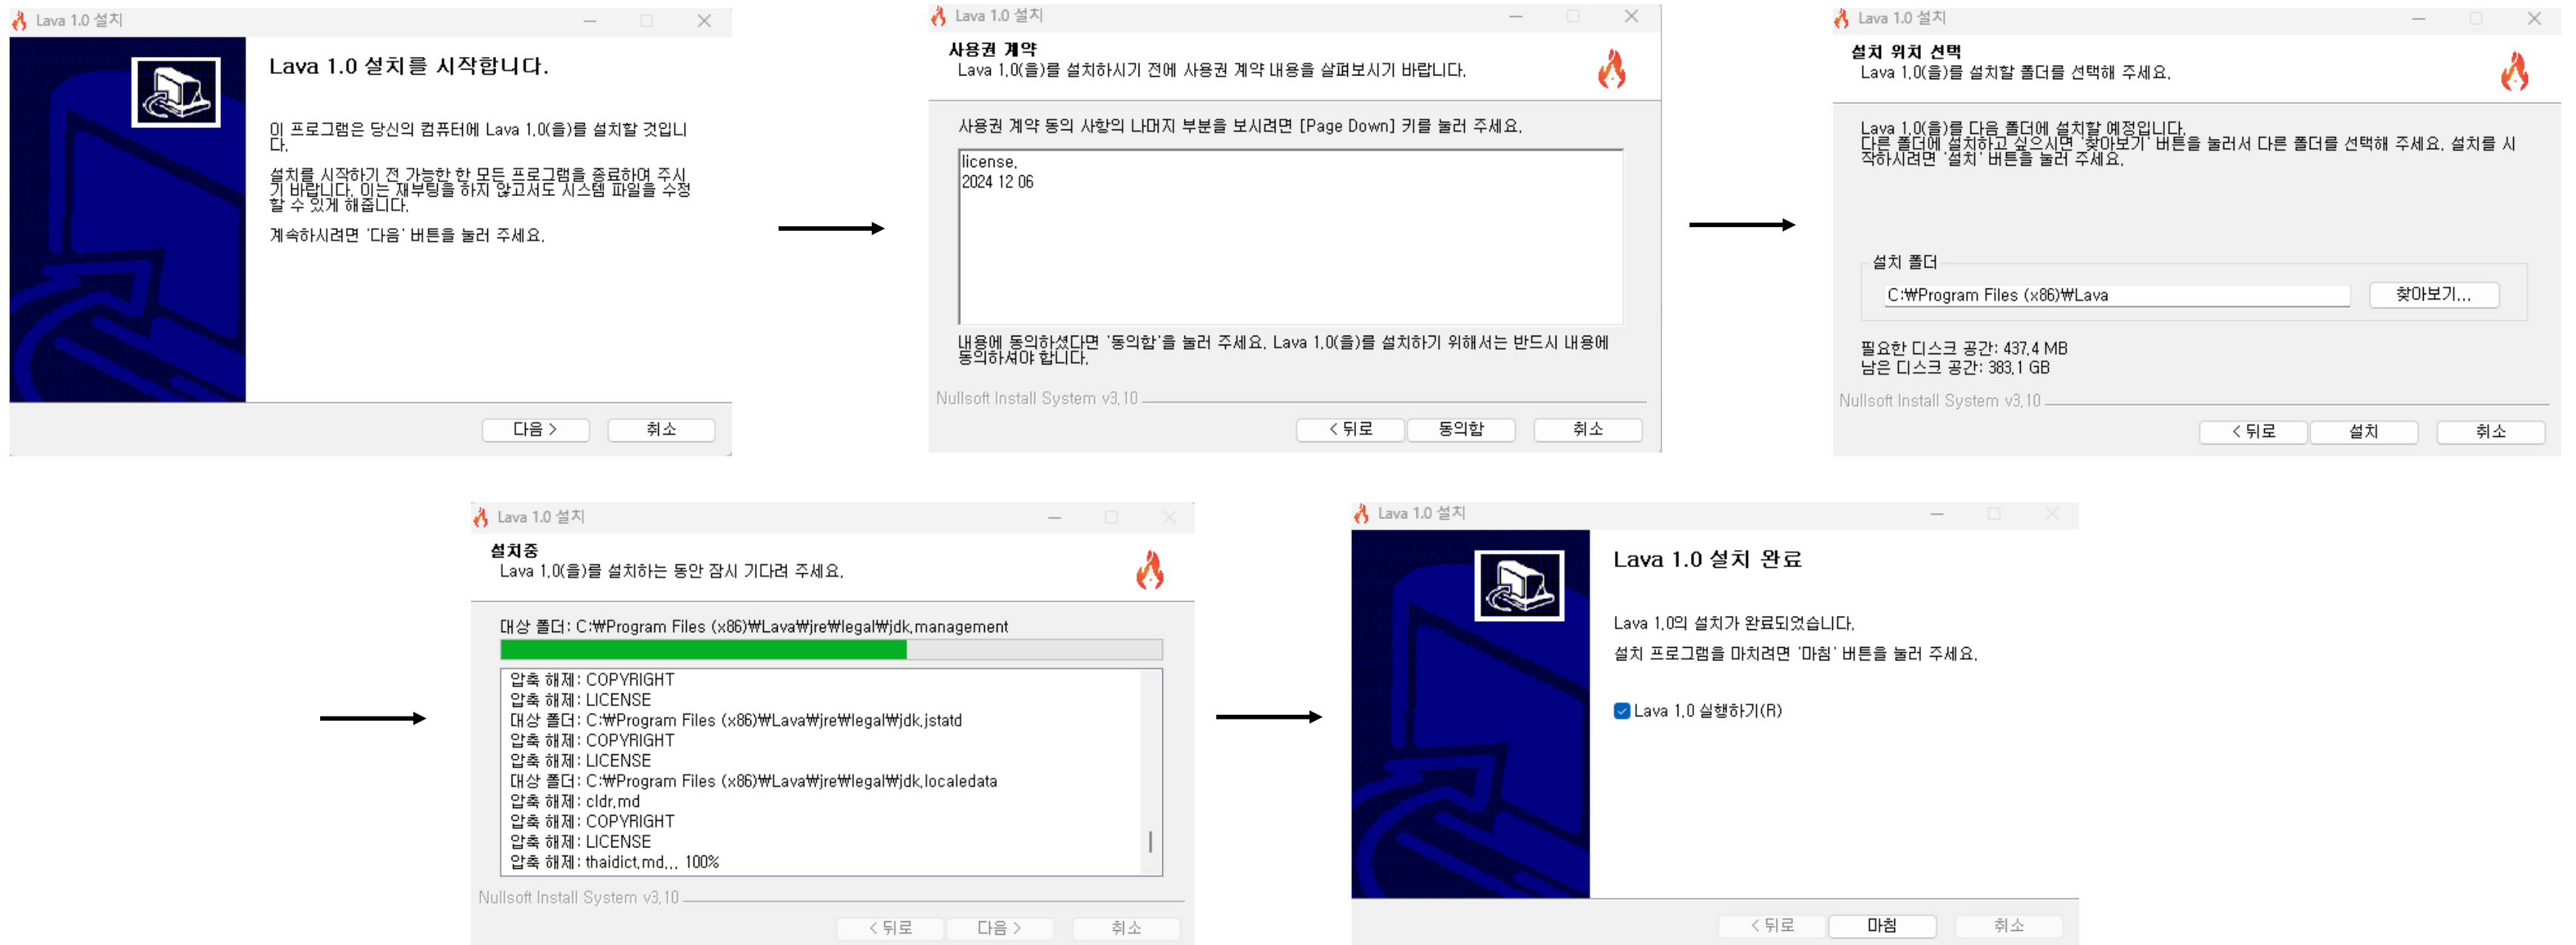 Lava 1.0 설치
Lava 1.0 설치를 시작합니다.
이 프로그램은 당신의 컴퓨터에 Lava 1.0(을)를 설치할 것입니
다.
설치를 시작하기 전 가능한 한 모든 프로그램을 종료하여 주시
기 바랍니다. 이는 재부팅을 하지 않고서도 시스템 파일을 수정
할 수 있게 해줍니다.
계속하시려면 '다음' 버튼을 눌러 주세요.
다음 >
취소
Lava 1.0 설치
사용권 계약
Lava 1.0(을)를 설치하시기 전에 사용권 계약 내용을 살펴보시기 바랍니다.
사용권 계약 동의 사항의 나머지 부분을 보시려면 [Page Down] 키를 눌러 주세요.
license.
2024 12 06
내용에 동의하셨다면 '동의함'을 눌러 주세요. Lava 1.0(을)를 설치하기 위해서는 반드시 내용에
동의하셔야 합니다.
Nullsoft Install System v3.10
< 뒤로
동의함
취소
Lava 1.0 설치
설치 위치 선택
Lava 1.0(을)를 설치할 폴더를 선택해 주세요.
Lava 1.0(을)를 다음 폴더에 설치할 예정입니다.
다른 폴더에 설치하고 싶으시면 '찾아보기' 버튼을 눌러서 다른 폴더를 선택해 주세요. 설치를 시
작하시려면 '설치' 버튼을 눌러 주세요.
설치 폴더
C:₩Program Files (x86)₩Lava
찾아보기...
필요한 디스크 공간: 437.4 MB
남은 디스크 공간: 383.1 GB
Nullsoft Install System v3.10
< 뒤로
설치
취소
Lava 1.0 설치
설치중
Lava 1.0(을)를 설치하는 동안 잠시 기다려 주세요.
대상 폴더: C:₩Program Files (x86)₩Lava₩jre₩legal₩jdk.management
압축 해제: COPYRIGHT
압축 해제: LICENSE
대상 폴더: C:₩Program Files (x86)₩Lava₩jre₩legal₩jdk.jstatd
압축 해제: COPYRIGHT
압축 해제: LICENSE
대상 폴더: C:₩Program Files (x86)₩Lava₩jre₩legal₩jdk.localedata
압축 해제: cldr.md
압축 해제: COPYRIGHT
압축 해제: LICENSE
압축 해제: thaidict.md... 100%
Nullsoft Install System v3.10
< 뒤로
다음 >
취소
Lava 1.0 설치
Lava 1.0 설치 완료
Lava 1.0의 설치가 완료되었습니다.
설치 프로그램을 마치려면 '마침' 버튼을 눌러 주세요.
Lava 1.0 실행하기(R)
< 뒤로
마침
취소